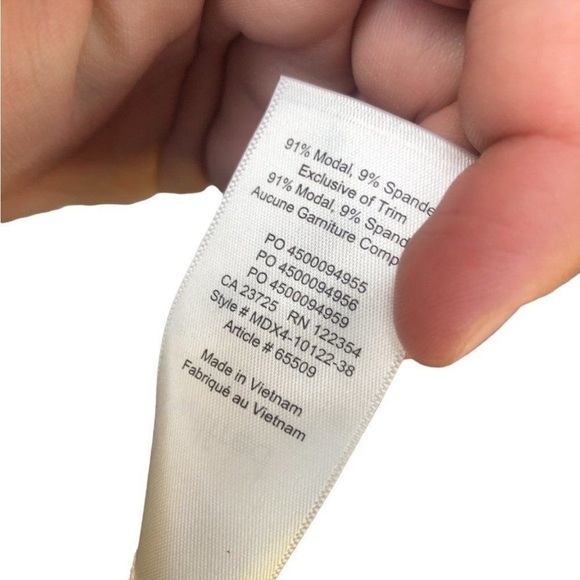 91% Modal, 9% Spande
Exclusive of Trim
91% Modal, 9% Spand
Aucune Garniture Comp
PO 4500094955
PO 4500094956
PO 4500094959
CA 23725 RN 122354
Style # MDX4-10122-38
Article # 65509
Made in Vietnam
Fabriqué au Vietnam